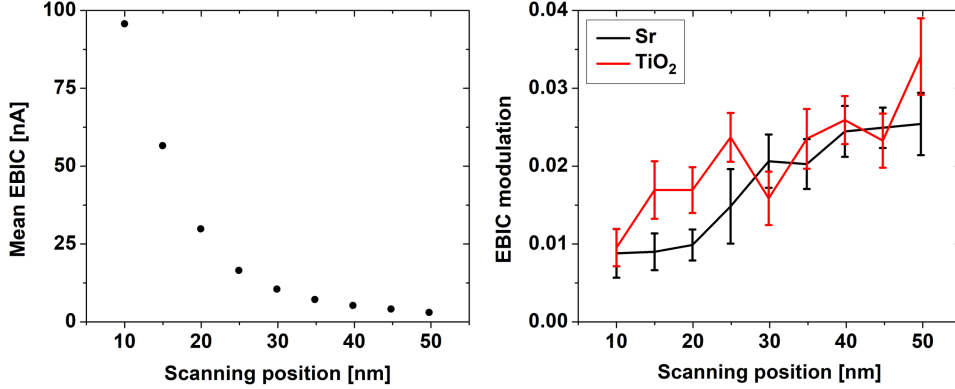 Mean EBIC [nA]
100
75
50
25
0
10 20 30 40 50
Scanning position [nm]
EBIC modulation
0.04
0.03
0.02
0.01
0.00
Sr
TiO₂
10 20 30 40 50
Scanning position [nm]